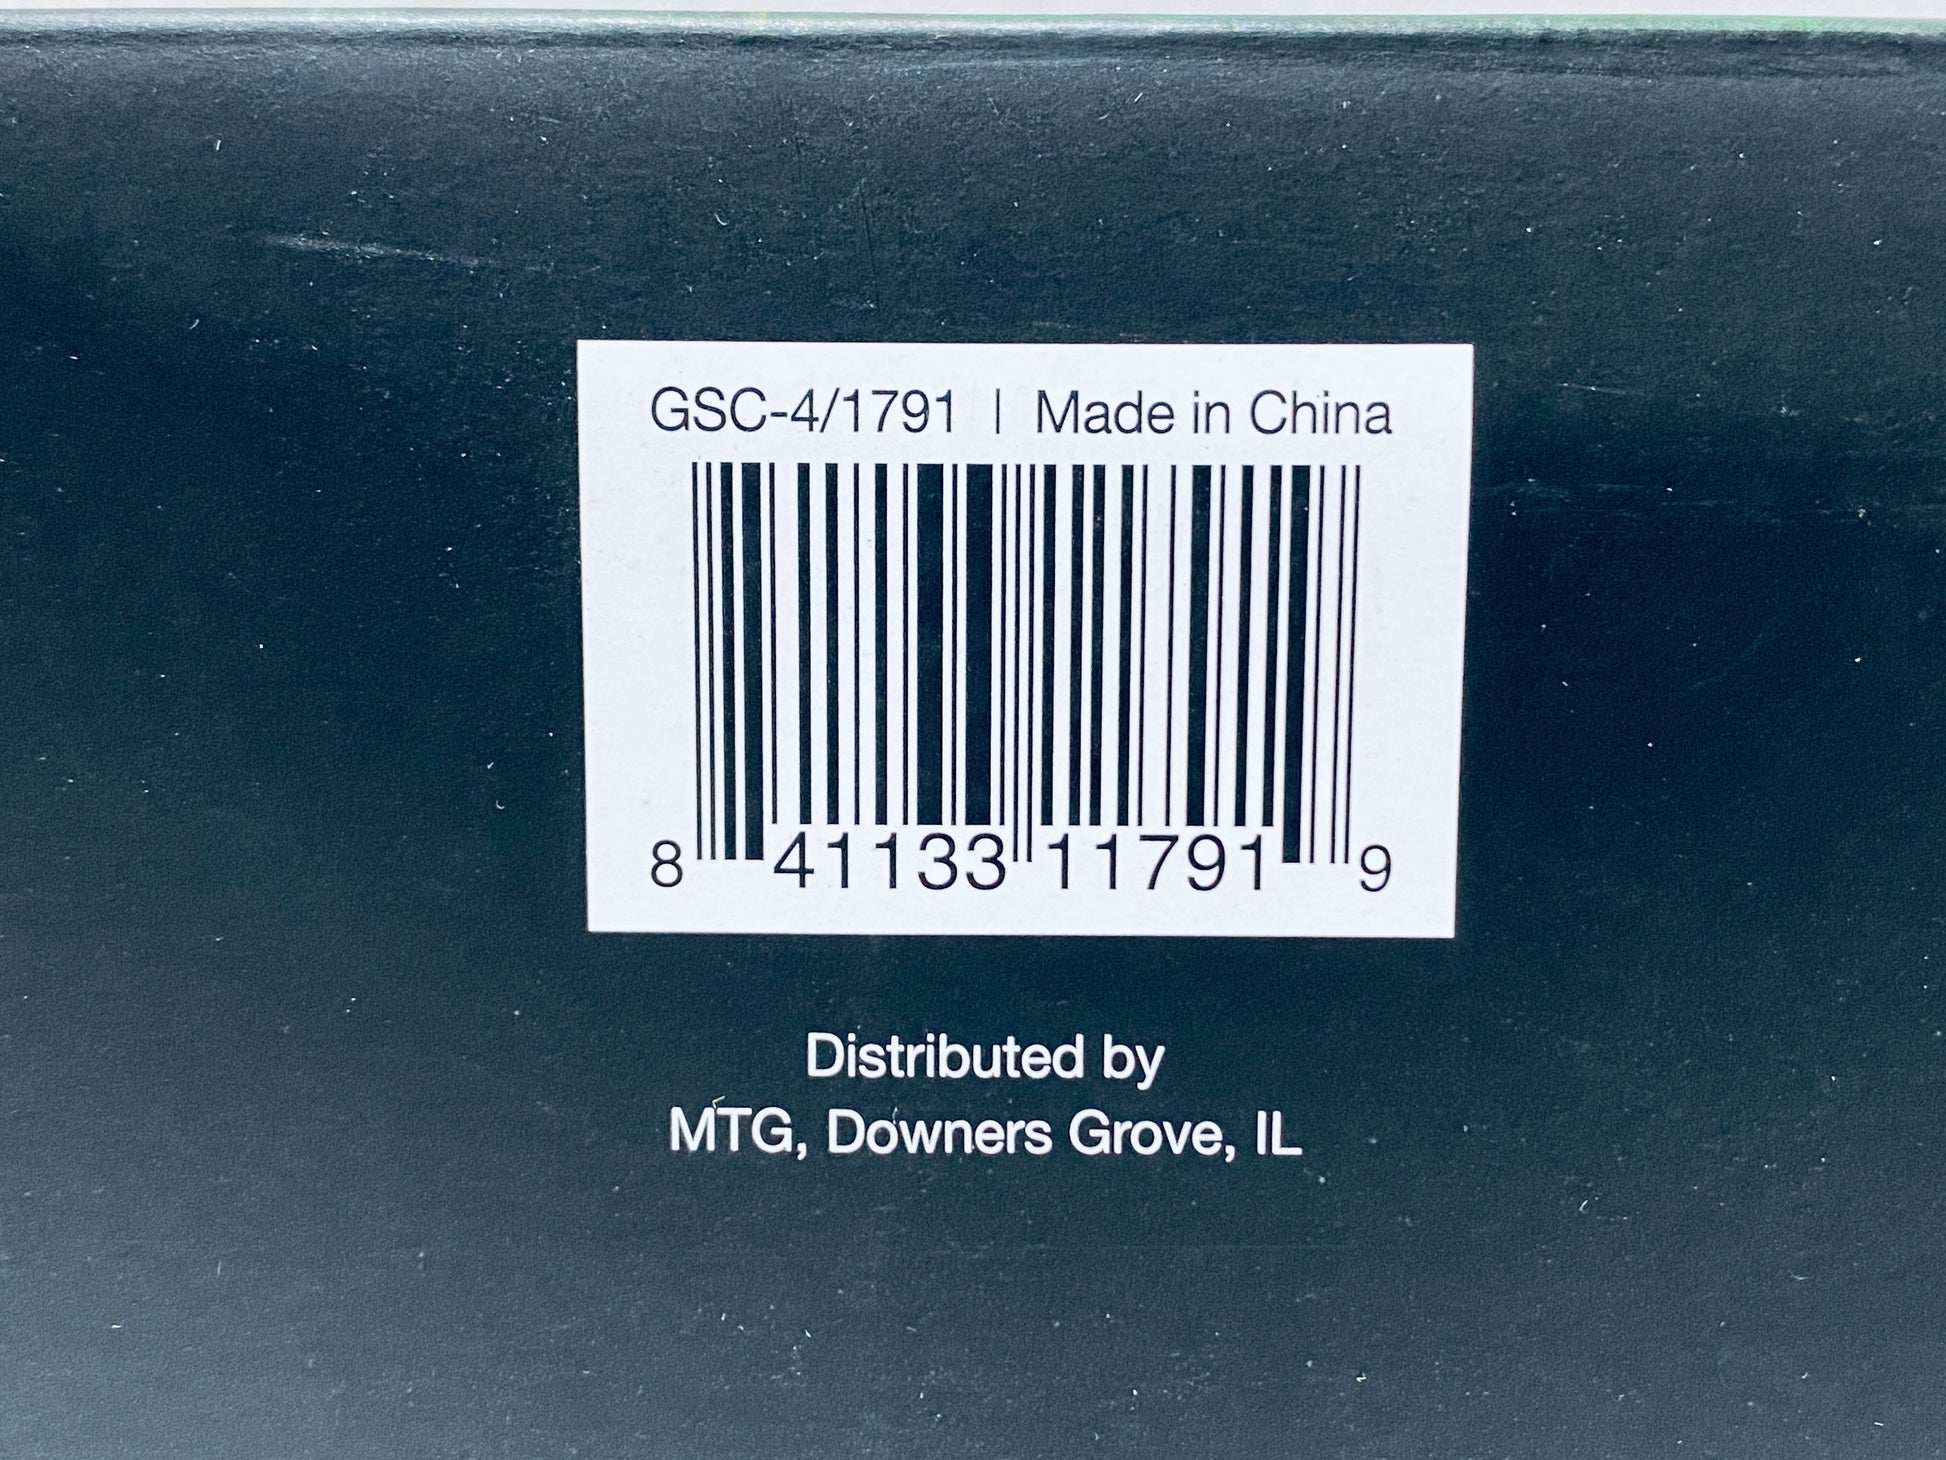 GSC-4/1791 | Made in China
8 41133 11791 9
Distributed by
MTG, Downers Grove, IL